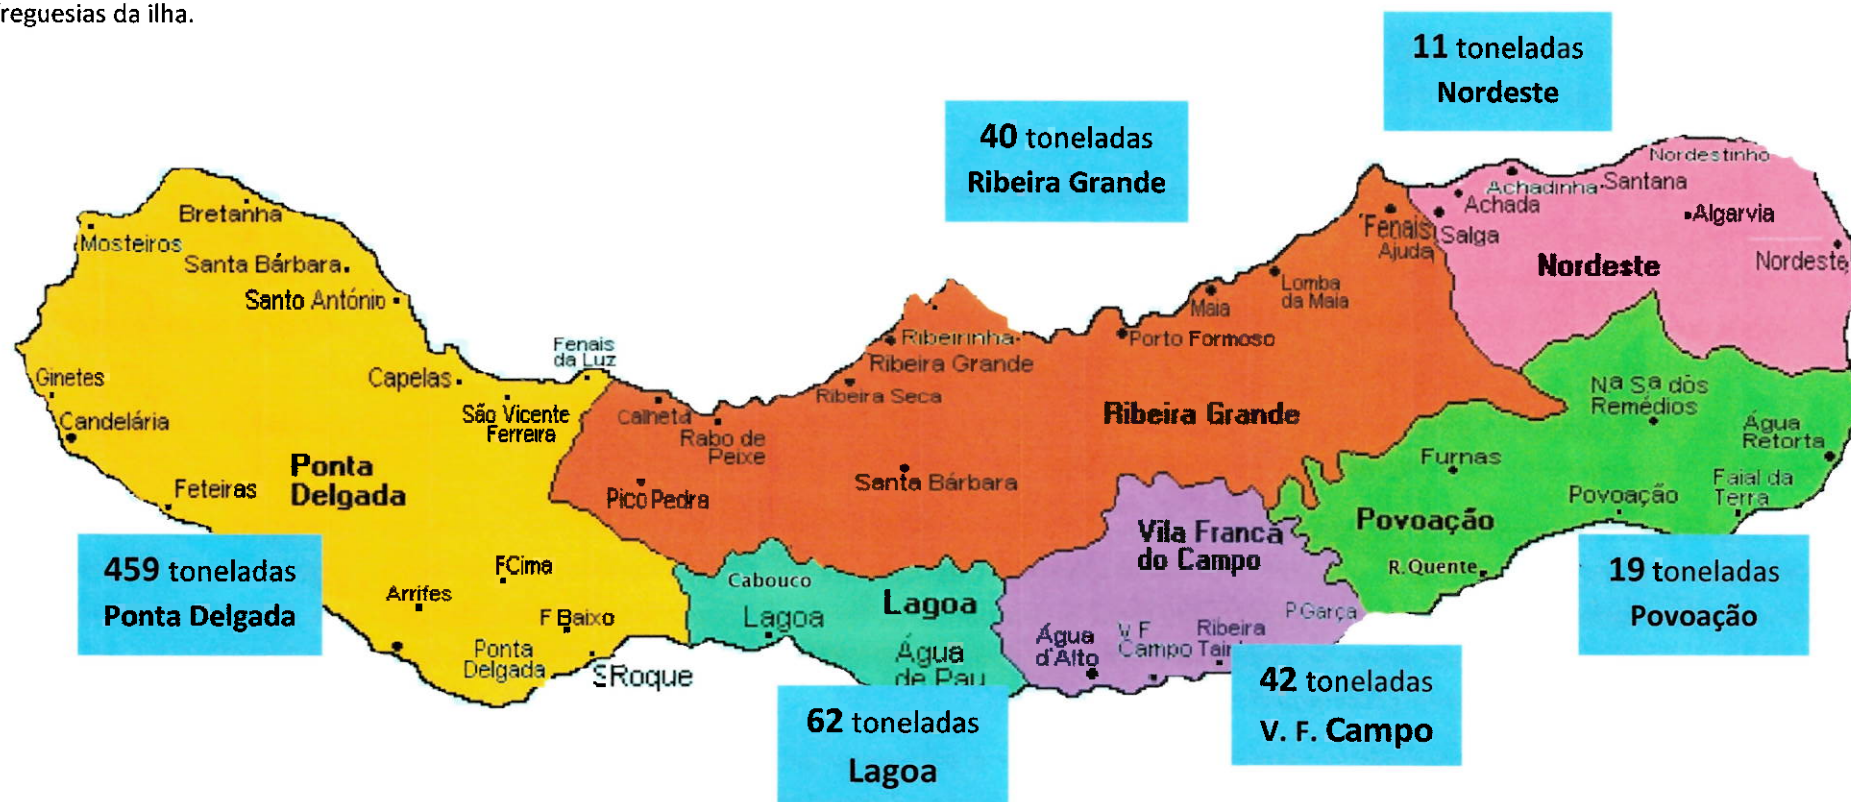 reguesias da ilha.
11 toneladas
Nordeste
40 toneladas
Ribeira Grande
Nordestinho
Achadinha
Santana
Achada
Algarvia
Salga
Nordeste
Nordeste
Fenais
Ajuda
Bretanha
Mosteiros
Santa Bárbara
Santo António
Lomba
da Maia
Maia
Porto Formoso
Ribeirinha
Ribeira Grande
Ribeira Seca
Fenais
da Luz
Ginetes
Capelas
Candelária
São Vicente
Ferreira
Calheta
Rabo de
Peixe
Ribeira Grande
Nª Sª dos
Remédios
Água
Retorta
Furnas
Faial da
Terra
Povoação
Povoação
R.Quente
Ponta
Delgada
Feteiras
Pico Pedra
Santa Bárbara
Vila Franca
do Campo
459 toneladas
Ponta Delgada
F Cima
Arrifes
F Baixo
Ponta
Delgada
SRoque
Cabouco
Lagoa
Lagoa
Água
de Pau
Água
d'Alto
V F
Campo
Ribeira
P.Garça
19 toneladas
Povoação
42 toneladas
V. F. Campo
62 toneladas
Lagoa